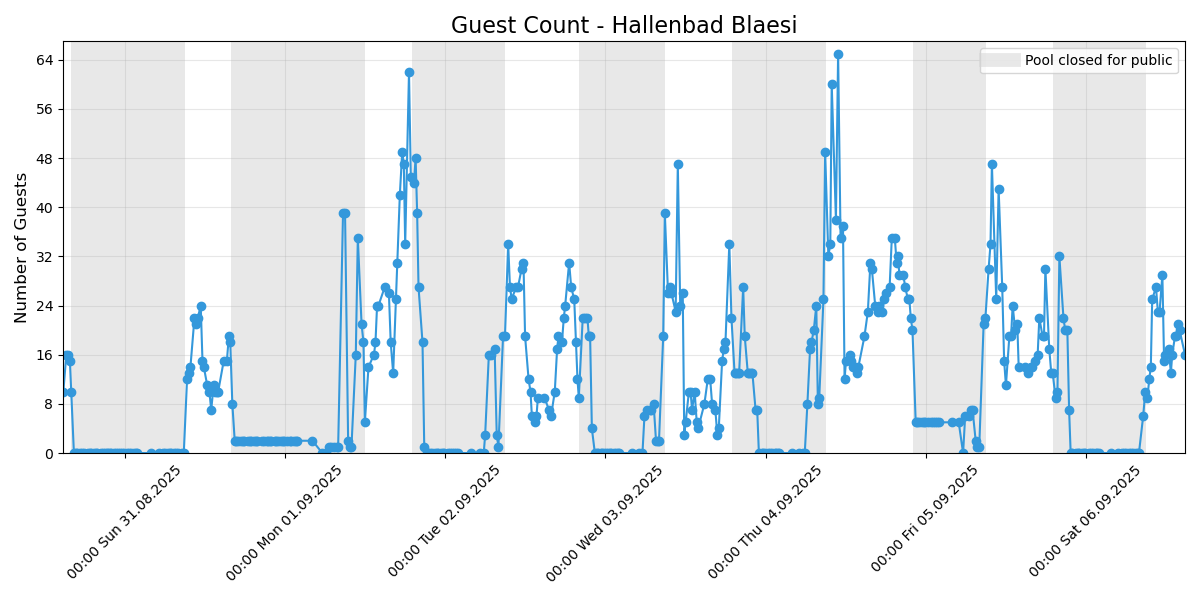 Guest Count - Hallenbad Blaesi
Pool closed for public
Number of Guests
64
56
48
40
32
24
16
8
0
00:00 Sun 31.08.2025
00:00 Mon 01.09.2025
00:00 Tue 02.09.2025
00:00 Wed 03.09.2025
00:00 Thu 04.09.2025
00:00 Fri 05.09.2025
00:00 Sat 06.09.2025